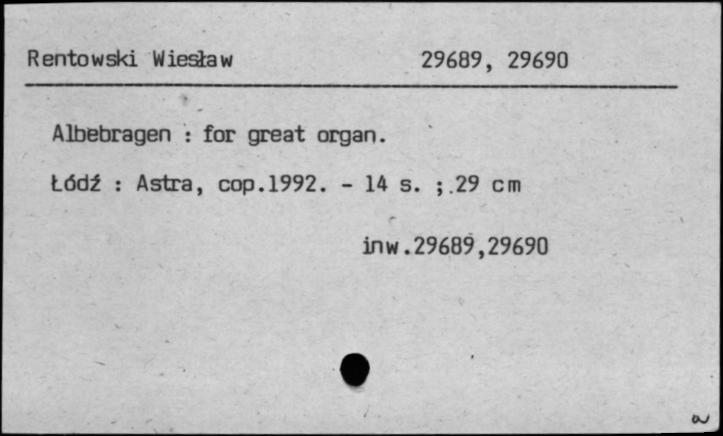 Rentowski Wiesław 29689, 29690
Albebragen : for great organ.
Łódź : Astra, cop.1992. - 14 s. ; 29 cm
inw.29689,29690